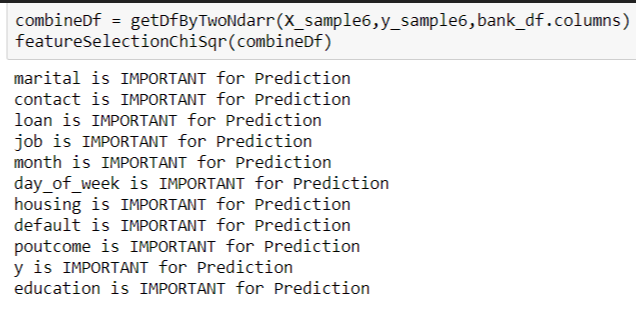 combineDf = getDfByTwoNdarr(X_sample6,y_sample6,bank_df.columns)
featureSelectionChiSqr(combineDf)
marital is IMPORTANT for Prediction
contact is IMPORTANT for Prediction
loan is IMPORTANT for Prediction
job is IMPORTANT for Prediction
month is IMPORTANT for Prediction
day_of_week is IMPORTANT for Prediction
housing is IMPORTANT for Prediction
default is IMPORTANT for Prediction
poutcome is IMPORTANT for Prediction
y is IMPORTANT for Prediction
education is IMPORTANT for Prediction